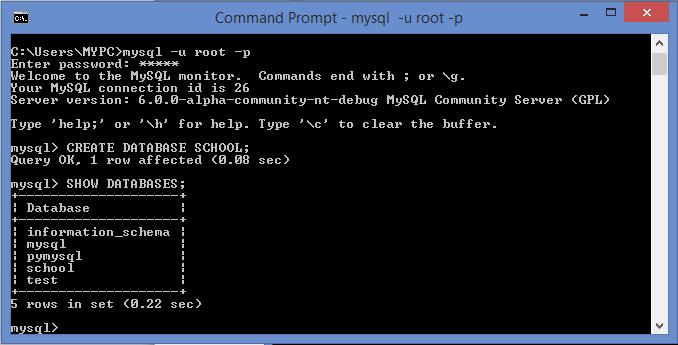 Command Prompt - mysql  -u root -p
C:\Users\MYPC>mysql -u root -p
Enter password: *****
Welcome to the MySQL monitor.  Commands end with ; or \g.
Your MySQL connection id is 26
Server version: 6.0.0-alpha-community-nt-debug MySQL Community Server (GPL)
Type 'help;' or '\h' for help. Type '\c' to clear the buffer.
mysql> CREATE DATABASE SCHOOL;
Query OK, 1 row affected (0.08 sec)
mysql> SHOW DATABASES;
+--------------------+
| Database           |
+--------------------+
| information_schema |
| mysql              |
| pymysql            |
| school             |
| test               |
+--------------------+
5 rows in set (0.22 sec)
mysql>